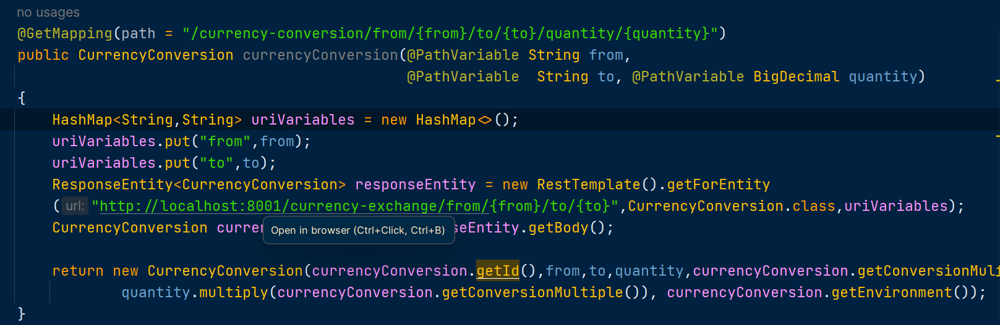 no usages
@GetMapping(path = "/currency-conversion/from/{from}/to/{to}/quantity/{quantity}")
public CurrencyConversion currencyConversion(@PathVariable String from,
@PathVariable  String to, @PathVariable BigDecimal quantity)
{
HashMap<String,String> uriVariables = new HashMap<>();
uriVariables.put("from",from);
uriVariables.put("to",to);
ResponseEntity<CurrencyConversion> responseEntity = new RestTemplate().getForEntity
(url: "http://localhost:8001/currency-exchange/from/{from}/to/{to}",CurrencyConversion.class,uriVariables);
CurrencyConversion curre seEntity.getBody();
Open in browser (Ctrl+Click, Ctrl+B)
return new CurrencyConversion(currencyConversion.getId(),from,to,quantity,currencyConversion.getConversionMul
quantity.multiply(currencyConversion.getConversionMultiple()), currencyConversion.getEnvironment());
}